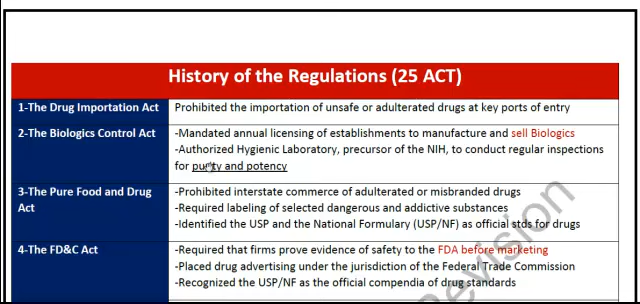 History of the Regulations (25 ACT)
1-The Drug Importation Act
Prohibited the importation of unsafe or adulterated drugs at key ports of entry
2-The Biologics Control Act
-Mandated annual licensing of establishments to manufacture and sell Biologics
-Authorized Hygienic Laboratory, precursor of the NIH, to conduct regular inspections
for purity and potency
3-The Pure Food and Drug
Act
-Prohibited interstate commerce of adulterated or misbranded drugs
-Required labeling of selected dangerous and addictive substances
-Identified the USP and the National Formulary (USP/NF) as official stds for drugs
4-The FD&C Act
-Required that firms prove evidence of safety to the FDA before marketing
-Placed drug advertising under the jurisdiction of the Federal Trade Commission
-Recognized the USP/NF as the official compendia of drug standards
Revision